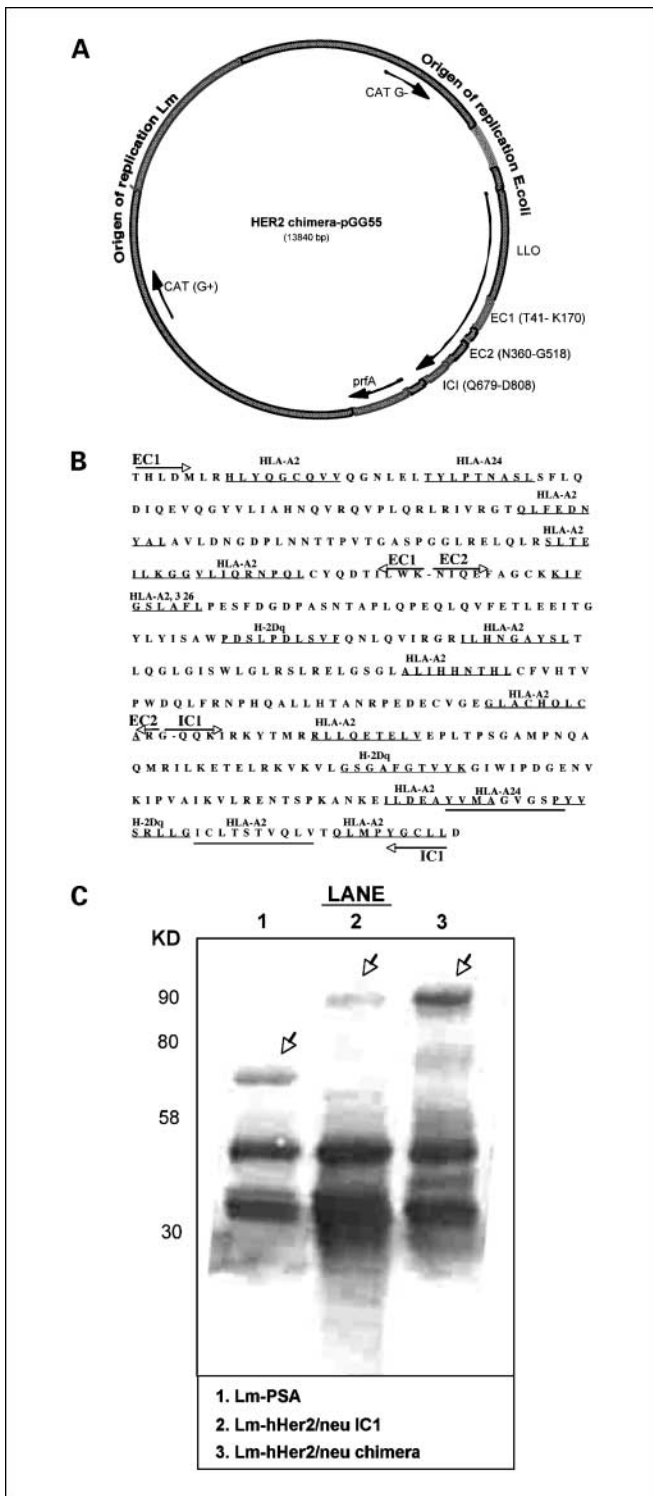 A
Origen of replication Lm
CAT G-
Origen of replication E.coli
HER2 chimera-pGG55
(13840 bp)
LLO
CAT (G+)
EC1 (T41- K170)
EC2 (N360-G518)
prfA
ICI (Q679-D808)
B
EC1 HLA-A2 HLA-A24
T H L D M L R H L Y Q G C Q V V Q G N L E L T Y L P T N A S L S F L Q
HLA-A2
D I Q E V Q G Y V L I A H N Q V R Q V P L Q R L R I V R G T Q L F E D N
HLA-A2
Y A L A V L D N G D P L N N T T P V T G A S P G G L R E L Q L R S L T E
HLA-A2 EC1 EC2
I L K G G V L I Q R N P Q L C Y Q D T I L W K - N I Q E F A G C K K I F
HLA-A2, 3 26
G S L A F L P E S F D G D P A S N T A P L Q P E Q L Q V F E T L E E I T G
H-2Dq HLA-A2
Y L Y I S A W P D S L P D L S V F Q N L Q V I R G R I L H N G A Y S L T
HLA-A2
L Q G L G I S W L G L R S L R E L G S G L A L I H H N T H L C F V H T V
HLA-A2
P W D Q L F R N P H Q A L L H T A N R P E D E C V G E G L A C H Q L C
EC2 IC1 HLA-A2
A R G - Q Q K I R K Y T M R R L L Q E T E L V E P L T P S G A M P N Q A
H-2Dq
Q M R I L K E T E L R K V K V L G S G A F G T V Y K G I W I P D G E N V
HLA-A2 HLA-A24
K I P V A I K V L R E N T S P K A N K E I L D E A Y V M A G V G S P Y V
H-2Dq HLA-A2 HLA-A2
S R L L G I C L T S T V Q L V T Q L M P Y G C L L D
IC1
C
LANE
KD 1 2 3
90
80
58
30
1. Lm-PSA
2. Lm-hHer2/neu IC1
3. Lm-hHer2/neu chimera